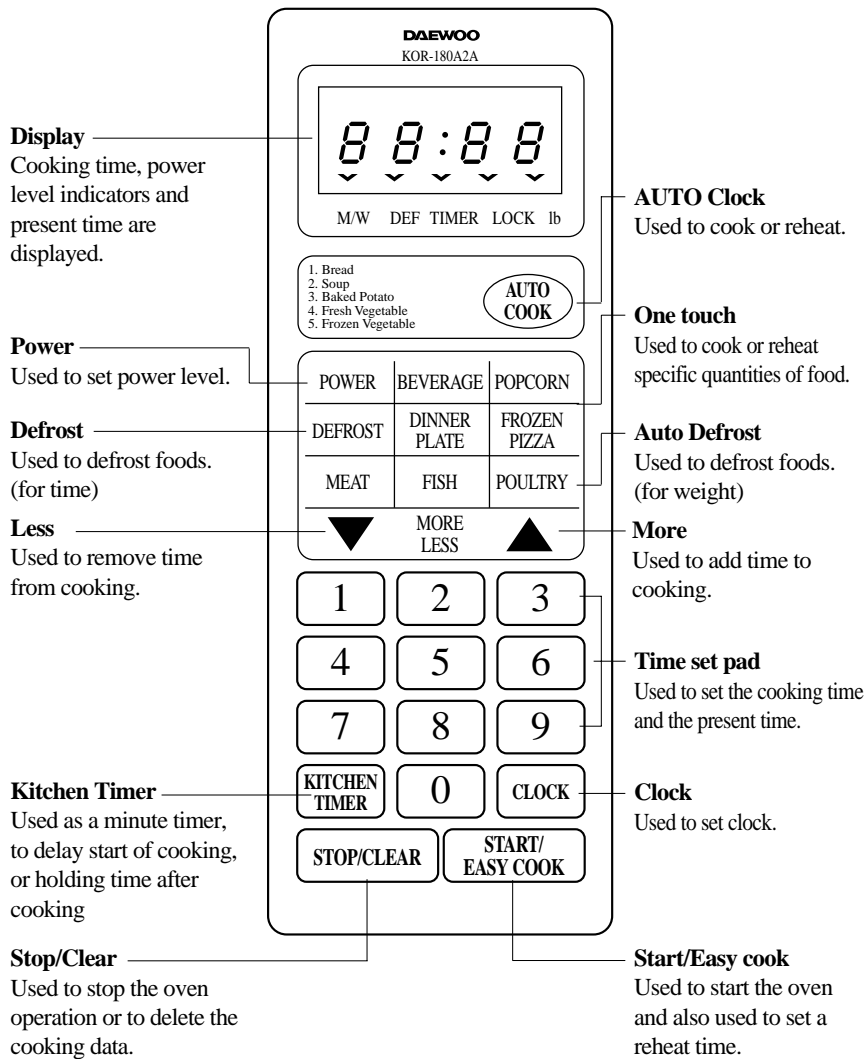 DAEWOO
KOR-180A2A
88:88
M/W DEF TIMER LOCK lb
1. Bread
2. Soup
3. Baked Potato
4. Fresh Vegetable
5. Frozen Vegetable
AUTO
COOK
POWER BEVERAGE POPCORN
DEFROST DINNER PLATE FROZEN PIZZA
MEAT FISH POULTRY
MORE
LESS
1 2 3
4 5 6
7 8 9
KITCHEN TIMER 0 CLOCK
STOP/CLEAR START/ EASY COOK
Display
Cooking time, power
level indicators and
present time are
displayed.
Power
Used to set power level.
Defrost
Used to defrost foods.
(for time)
Less
Used to remove time
from cooking.
Kitchen Timer
Used as a minute timer,
to delay start of cooking,
or holding time after
cooking
Stop/Clear
Used to stop the oven
operation or to delete the
cooking data.
AUTO Clock
Used to cook or reheat.
One touch
Used to cook or reheat
specific quantities of food.
Auto Defrost
Used to defrost foods.
(for weight)
More
Used to add time to
cooking.
Time set pad
Used to set the cooking time
and the present time.
Clock
Used to set clock.
Start/Easy cook
Used to start the oven
and also used to set a
reheat time.